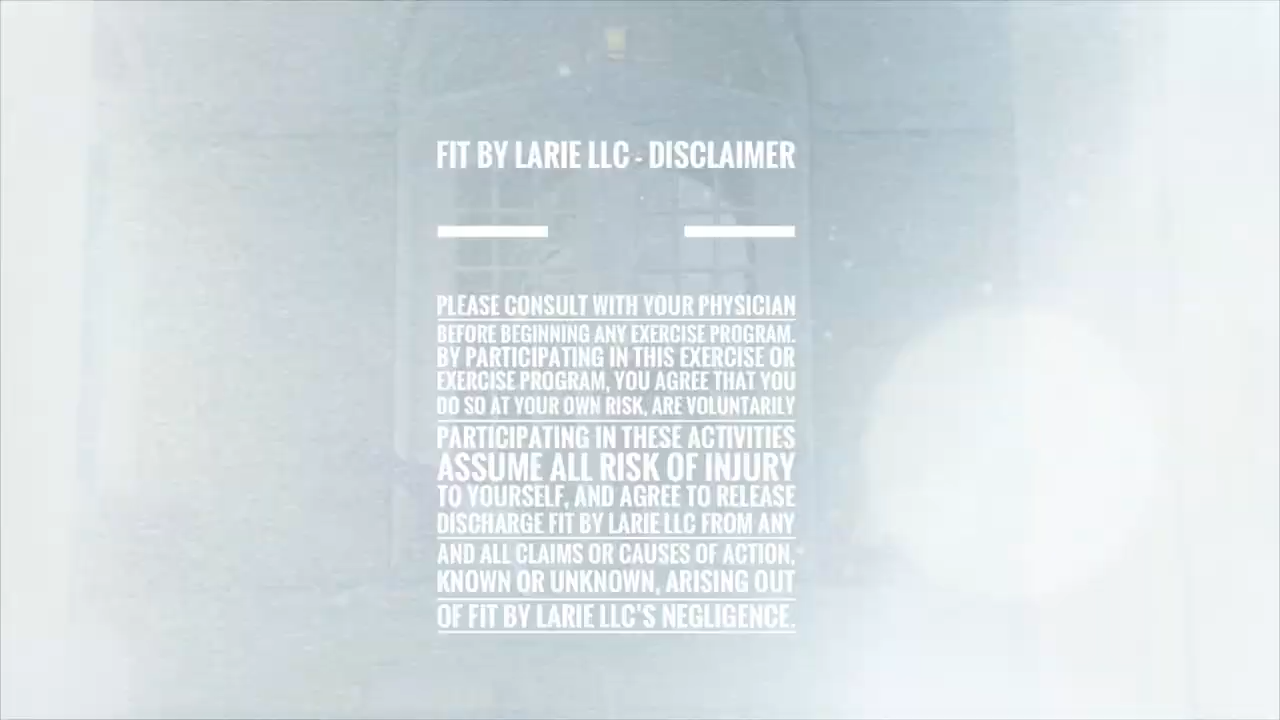 FIT BY LARIE LLC - DISCLAIMER
PLEASE CONSULT WITH YOUR PHYSICIAN
BEFORE BEGINNING ANY EXERCISE PROGRAM.
BY PARTICIPATING IN THIS EXERCISE OR
EXERCISE PROGRAM, YOU AGREE THAT YOU
DO SO AT YOUR OWN RISK, ARE VOLUNTARILY
PARTICIPATING IN THESE ACTIVITIES
ASSUME ALL RISK OF INJURY
TO YOURSELF, AND AGREE TO RELEASE
DISCHARGE FIT BY LARIE LLC FROM ANY
AND ALL CLAIMS OR CAUSES OF ACTION,
KNOWN OR UNKNOWN, ARISING OUT
OF FIT BY LARIE LLC'S NEGLIGENCE.